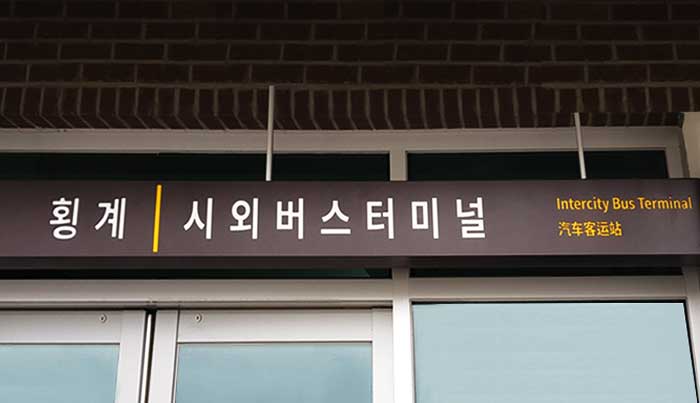 횡계 | 시외버스터미널
Intercity Bus Terminal
汽车客运站